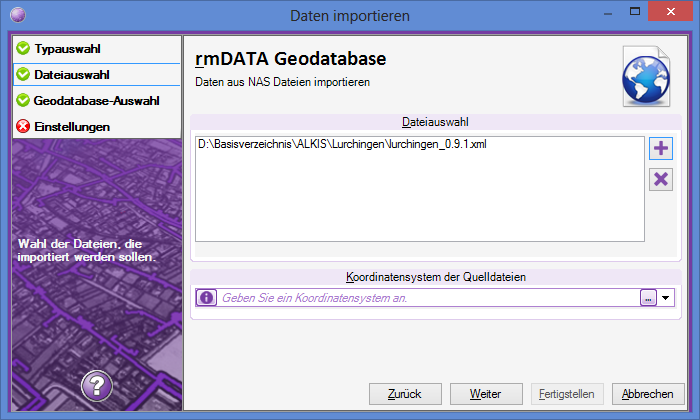 Daten importieren
Typauswahl
Dateiauswahl
Geodatabase-Auswahl
Einstellungen
Wahl der Dateien, die
importiert werden sollen.
?
rmDATA Geodatabase
Daten aus NAS Dateien importieren
Dateiauswahl
D:\Basisverzeichnis\ALKIS\Lurchingen\lurchingen_0.9.1.xml
Koordinatensystem der Quelldateien
Geben Sie ein Koordinatensystem an.
...
Zurück
Weiter
Fertigstellen
Abbrechen